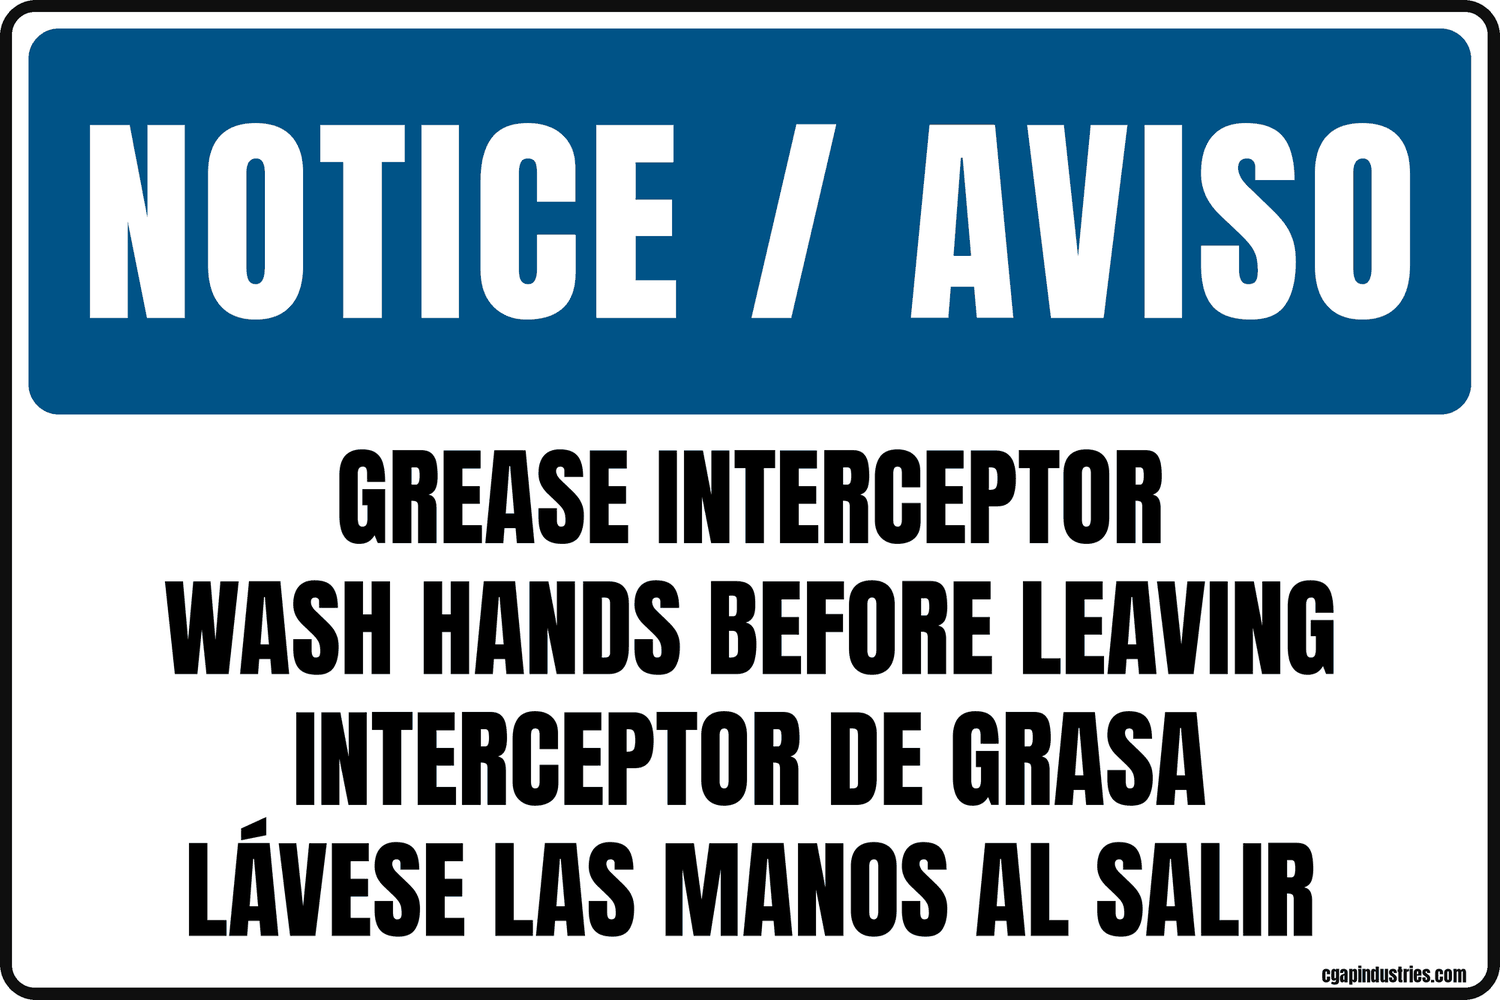 NOTICE / AVISO
GREASE INTERCEPTOR
WASH HANDS BEFORE LEAVING
INTERCEPTOR DE GRASA
LÁVESE LAS MANOS AL SALIR
cgapindustries.com